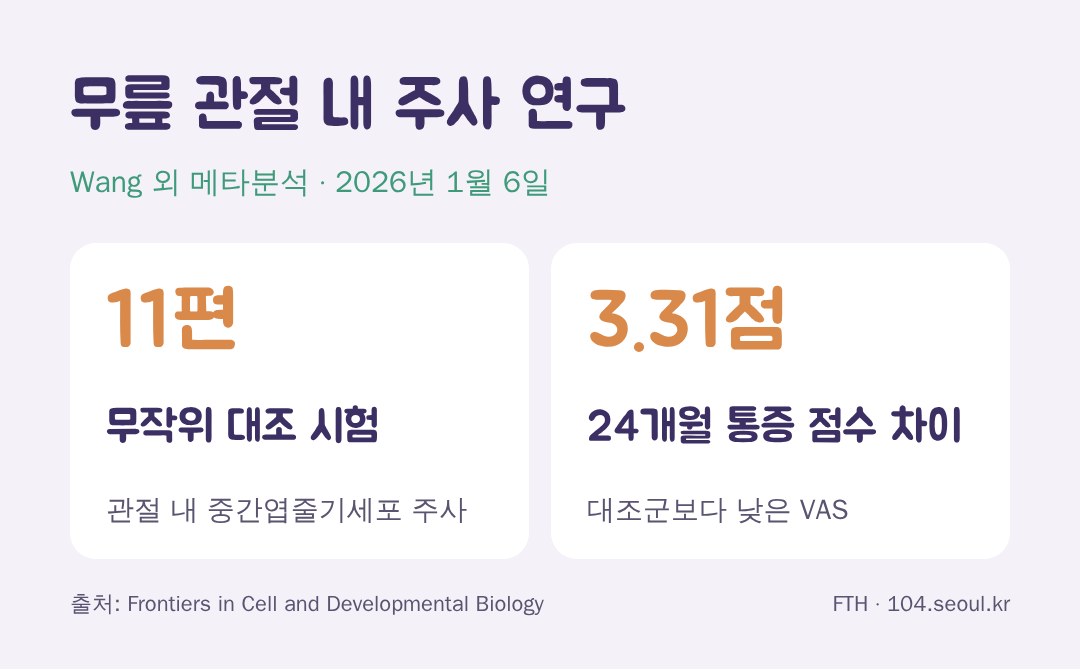 무릎 관절 내 주사 연구
Wang 외 메타분석 · 2026년 1월 6일
11편
무작위 대조 시험
관절 내 중간엽줄기세포 주사
3.31점
24개월 통증 점수 차이
대조군보다 낮은 VAS
출처: Frontiers in Cell and Developmental Biology
FTH · 104.seoul.kr